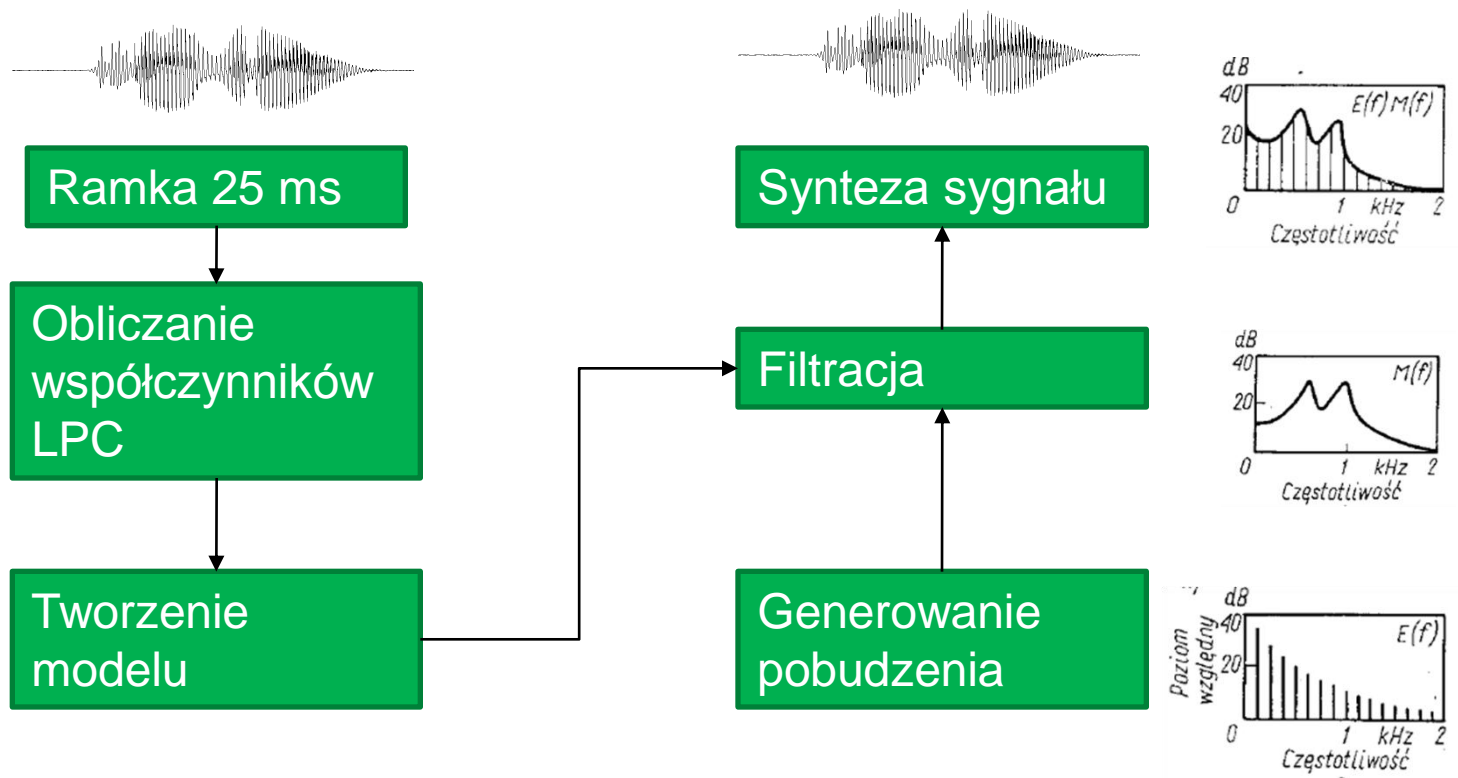 Ramka 25 ms
Obliczanie
współczynników
LPC
Tworzenie
modelu
Synteza sygnału
Filtracja
Generowanie
pobudzenia
dB
40
E(f) M(f)
20
0 1 kHz 2
Częstotliwość
dB
40
M(f)
20
0 1 kHz 2
Częstotliwość
dB
40
E(f)
20
Poziom
względny
0 1 kHz 2
Częstotliwość